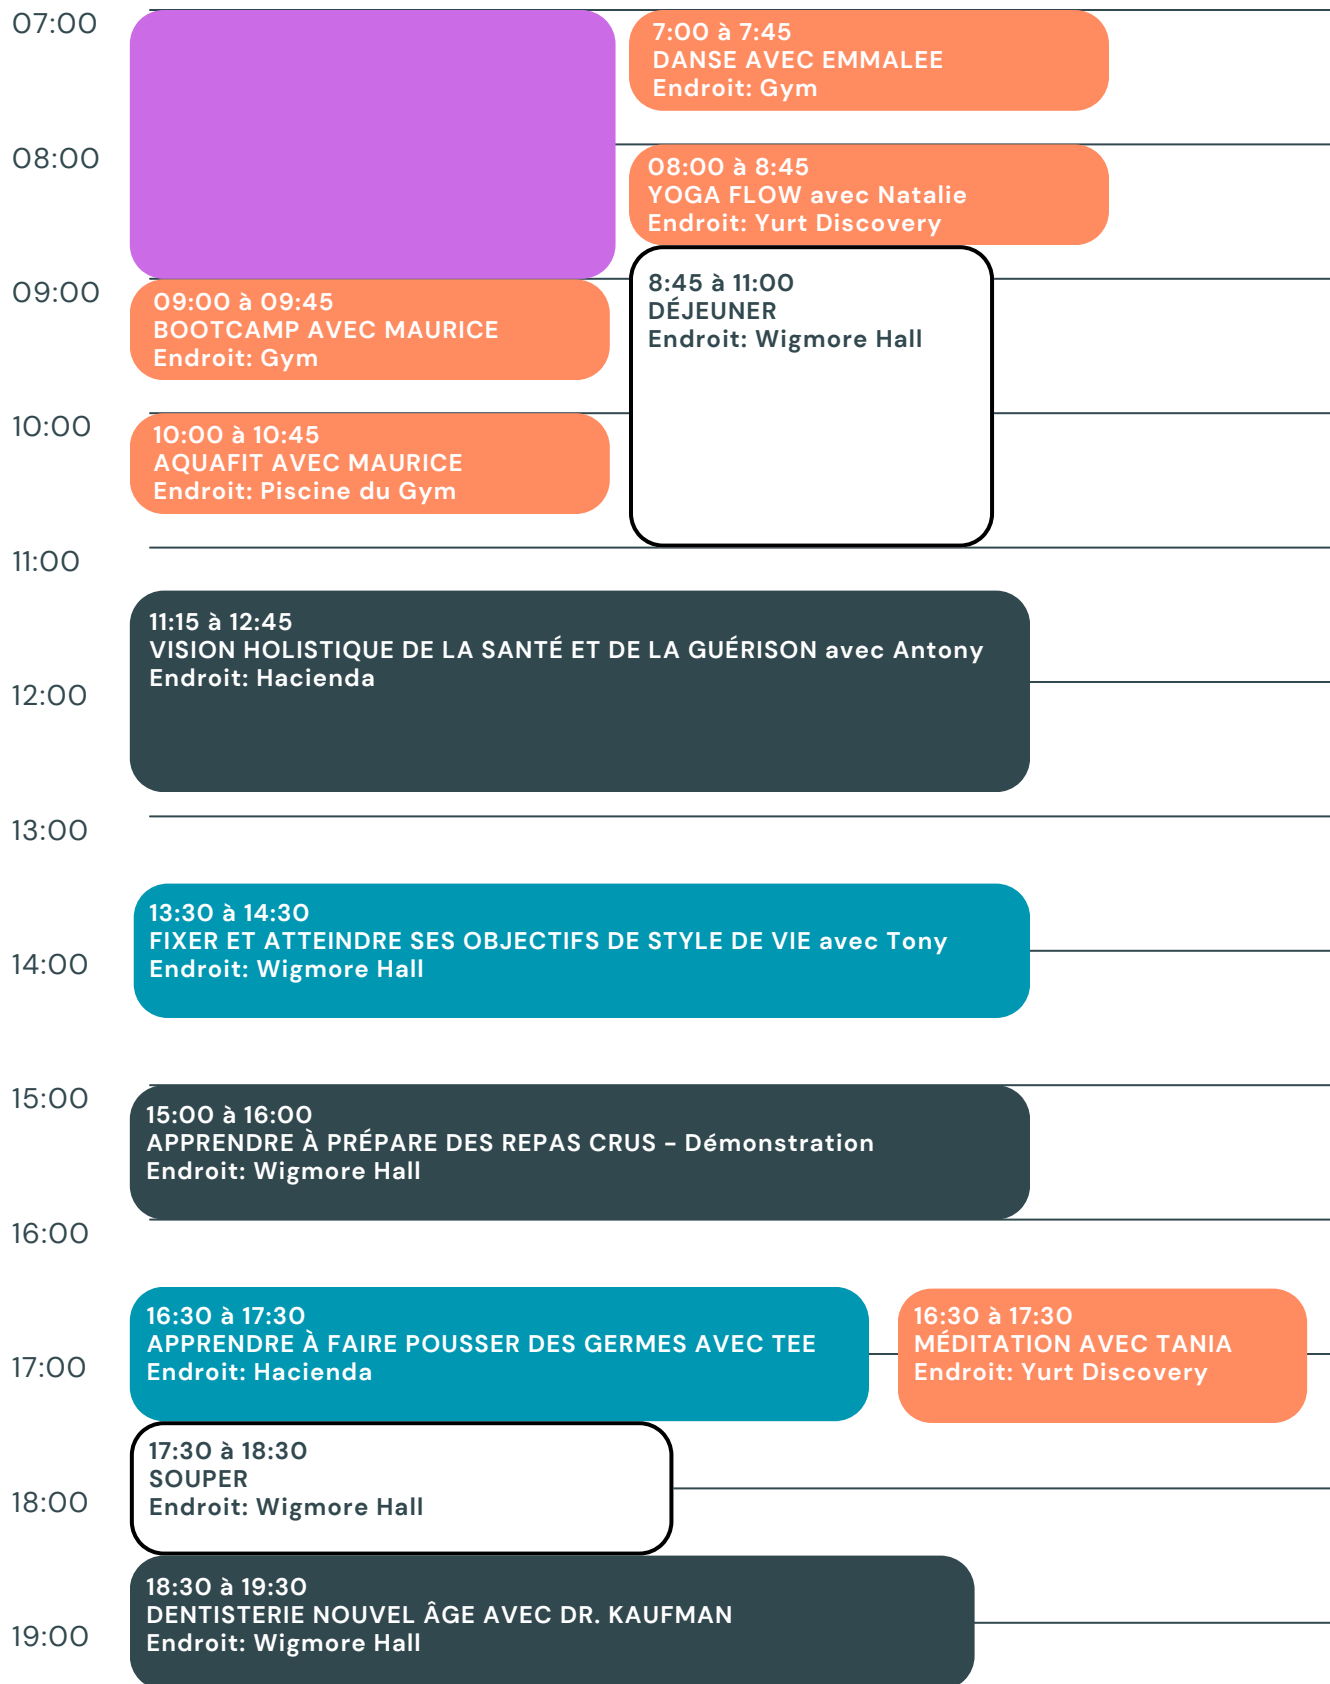 07:00
7:00 à 7:45
DANSE AVEC EMMALEE
Endroit: Gym
08:00
08:00 à 8:45
YOGA FLOW avec Natalie
Endroit: Yurt Discovery
8:45 à 11:00
DÉJEUNER
Endroit: Wigmore Hall
09:00
09:00 à 09:45
BOOTCAMP AVEC MAURICE
Endroit: Gym
10:00
10:00 à 10:45
AQUAFIT AVEC MAURICE
Endroit: Piscine du Gym
11:00
11:15 à 12:45
VISION HOLISTIQUE DE LA SANTÉ ET DE LA GUÉRISON avec Antony
Endroit: Hacienda
12:00
13:00
13:30 à 14:30
FIXER ET ATTEINDRE SES OBJECTIFS DE STYLE DE VIE avec Tony
Endroit: Wigmore Hall
14:00
15:00
15:00 à 16:00
APPRENDRE À PRÉPARE DES REPAS CRUS - Démonstration
Endroit: Wigmore Hall
16:00
16:30 à 17:30
APPRENDRE À FAIRE POUSSER DES GERMES AVEC TEE
Endroit: Hacienda
16:30 à 17:30
MÉDITATION AVEC TANIA
Endroit: Yurt Discovery
17:00
17:30 à 18:30
SOUPER
Endroit: Wigmore Hall
18:00
18:30 à 19:30
DENTISTERIE NOUVEL ÂGE AVEC DR. KAUFMAN
Endroit: Wigmore Hall
19:00